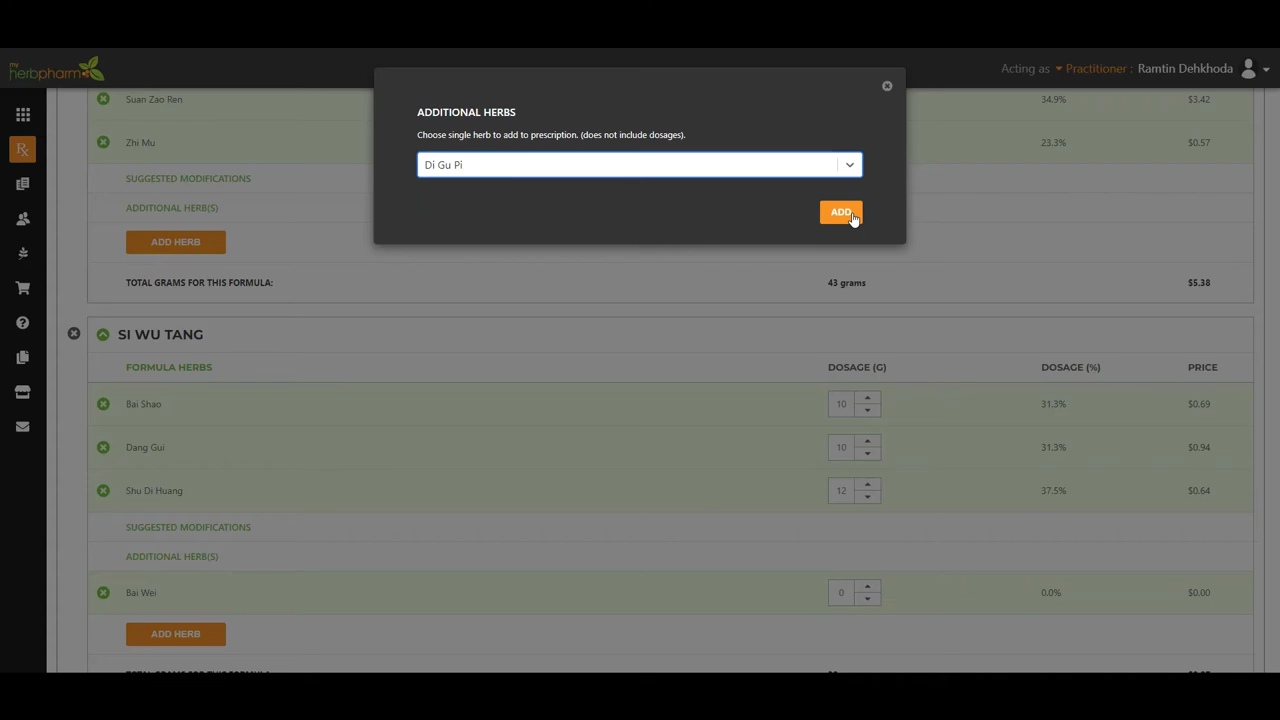 my
herbpharm
Acting as Practitioner : Ramtin Dehkhoda
ADDITIONAL HERBS
Choose single herb to add to prescription. (does not include dosages).
Di Gu Pi
ADD
Suan Zao Ren 34.9% $3.42
Zhi Mu 23.3% $0.57
SUGGESTED MODIFICATIONS
ADDITIONAL HERB(S)
ADD HERB
TOTAL GRAMS FOR THIS FORMULA: 43 grams $5.38
SI WU TANG
FORMULA HERBS DOSAGE (G) DOSAGE (%) PRICE
Bai Shao 10 31.3% $0.69
Dang Gui 10 31.3% $0.94
Shu Di Huang 12 37.5% $0.64
SUGGESTED MODIFICATIONS
ADDITIONAL HERB(S)
Bai Wei 0 0.0% $0.00
ADD HERB